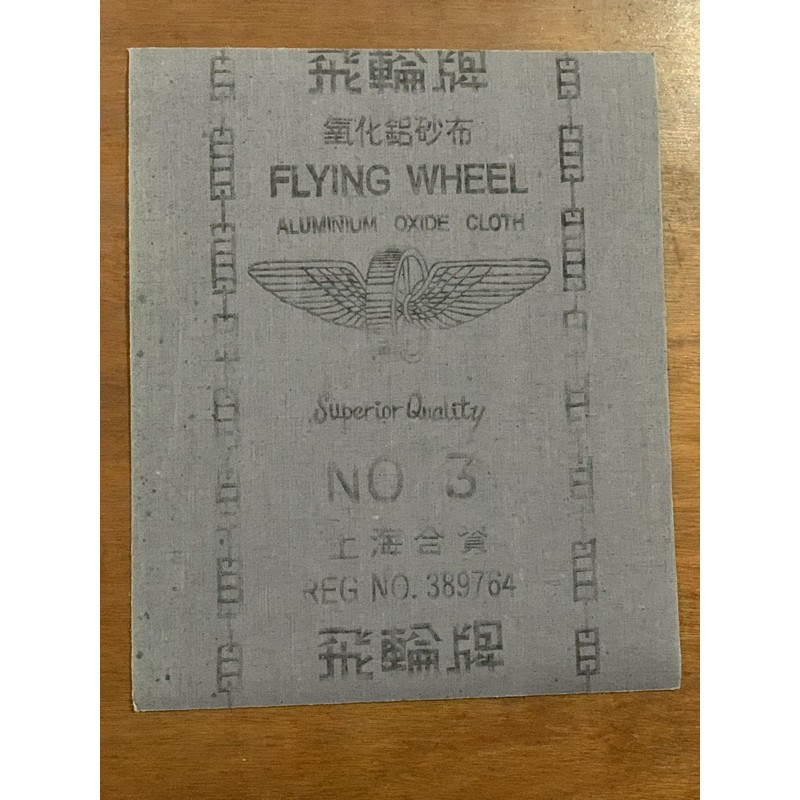 飛輪牌
氧化鋁砂布
FLYING WHEEL
ALUMINIUM OXIDE CLOTH
Superior Quality
NO 3
上海合資
REG NO. 389764
飛輪牌